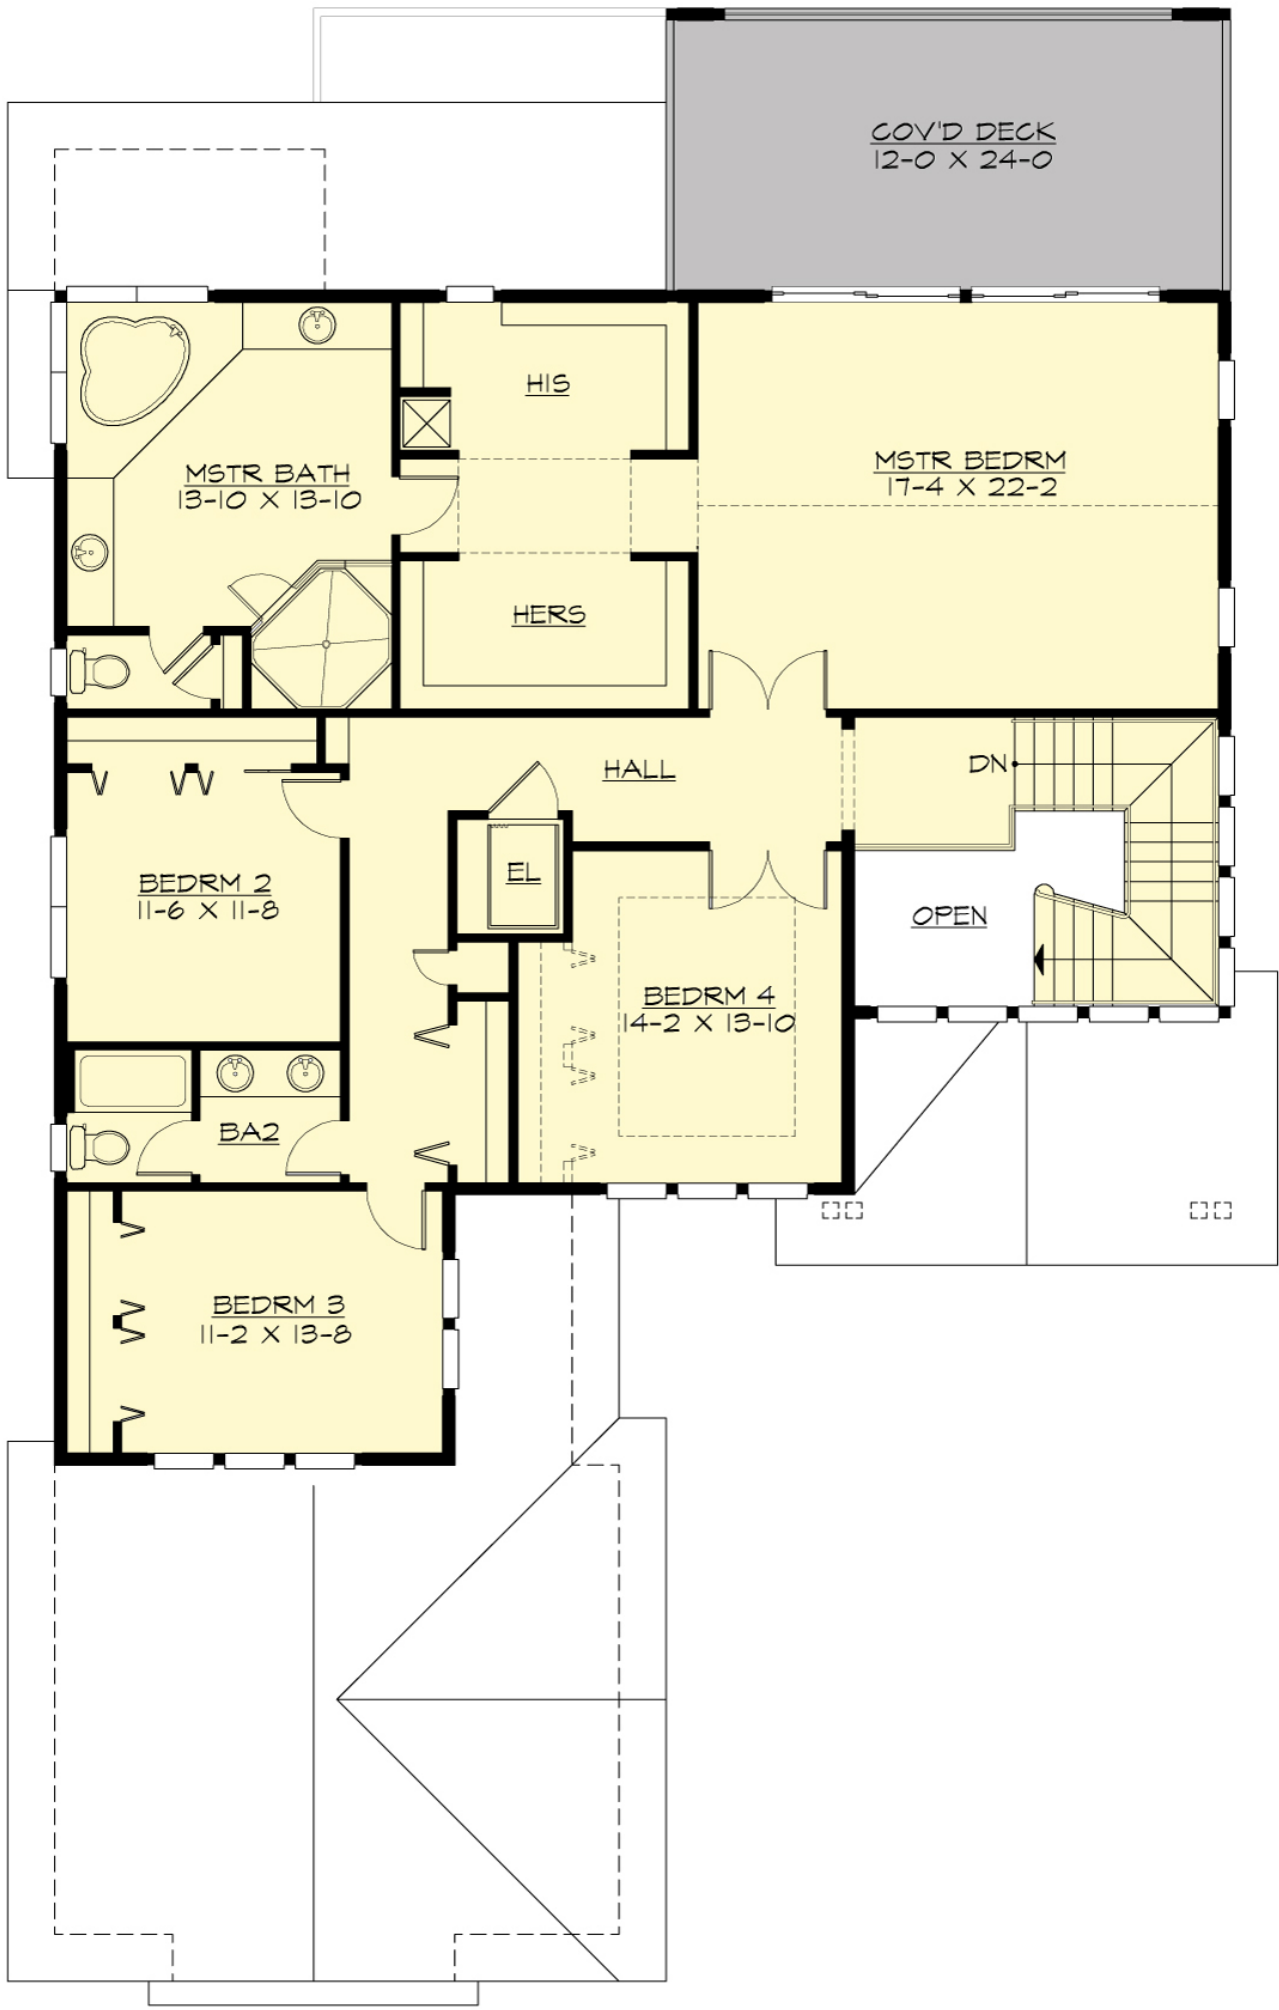 COV'D DECK
12-0 X 24-0
HIS
MSTR BATH
13-10 X 13-10
MSTR BEDRM
17-4 X 22-2
HERS
HALL
DN
EL
BEDRM 2
11-6 X 11-8
OPEN
BEDRM 4
14-2 X 13-10
BA2
BEDRM 3
11-2 X 13-8